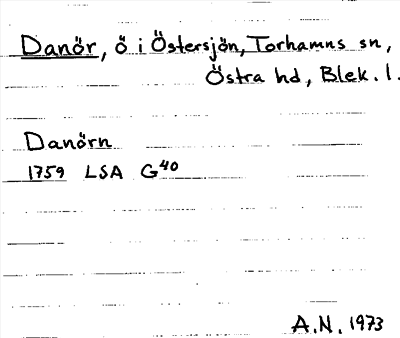 Danör, ö i Östersjön, Torhamns sn,
Östra hd, Blek. l.
Danörn
1759 LSA G40
A.N. 1973